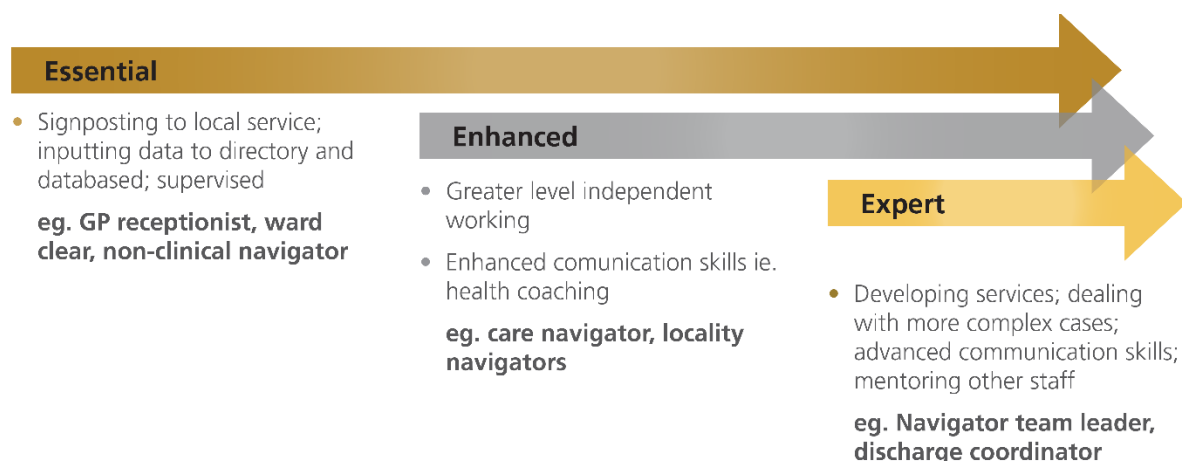 Essential
• Signposting to local service;
inputting data to directory and
databased; supervised
eg. GP receptionist, ward
clear, non-clinical navigator
Enhanced
• Greater level independent
working
• Enhanced comunication skills ie.
health coaching
eg. care navigator, locality
navigators
Expert
• Developing services; dealing
with more complex cases;
advanced communication skills;
mentoring other staff
eg. Navigator team leader,
discharge coordinator